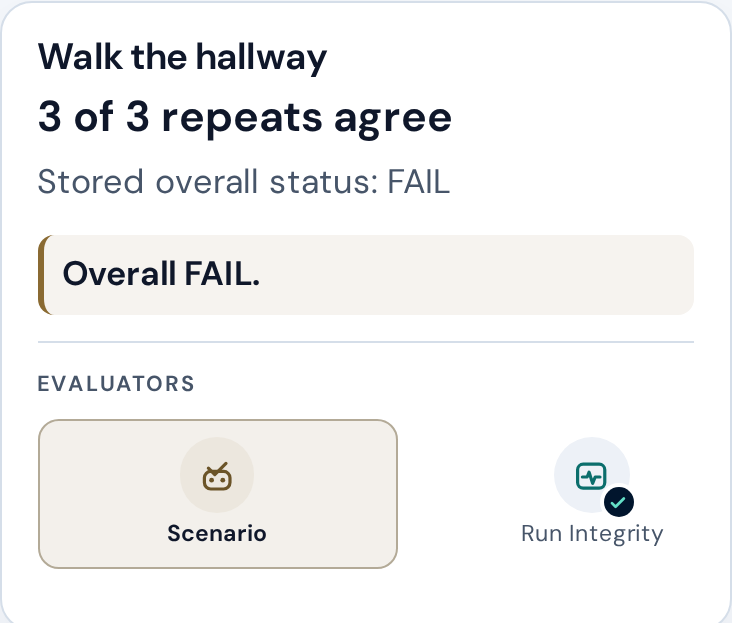 Walk the hallway
3 of 3 repeats agree
Stored overall status: FAIL
Overall FAIL.
EVALUATORS
Scenario
Run Integrity